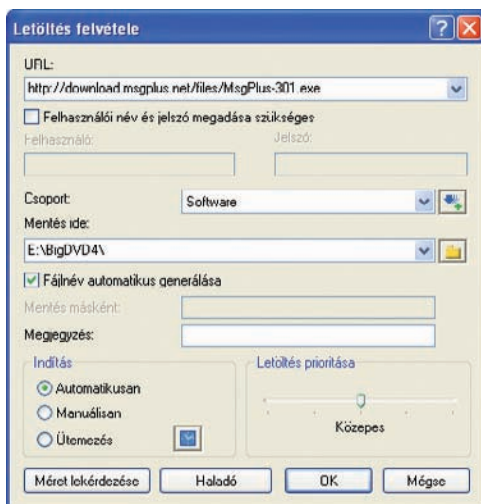 Letöltés felvétele
URL:
http://download.msgplus.net/files/MsgPlus-301.exe
Felhasználói név és jelszó megadása szükséges
Felhasználó: Jelszó:
Csoport: Software
Mentés ide:
E:\BigDVD4\
Fájlnév automatikus generálása
Mentés másként:
Megjegyzés:
Indítás Letöltés prioritása
Automatikusan
Manuálisan
Ütemezés
Közepes
Méret lekérdezése Haladó OK Mégse